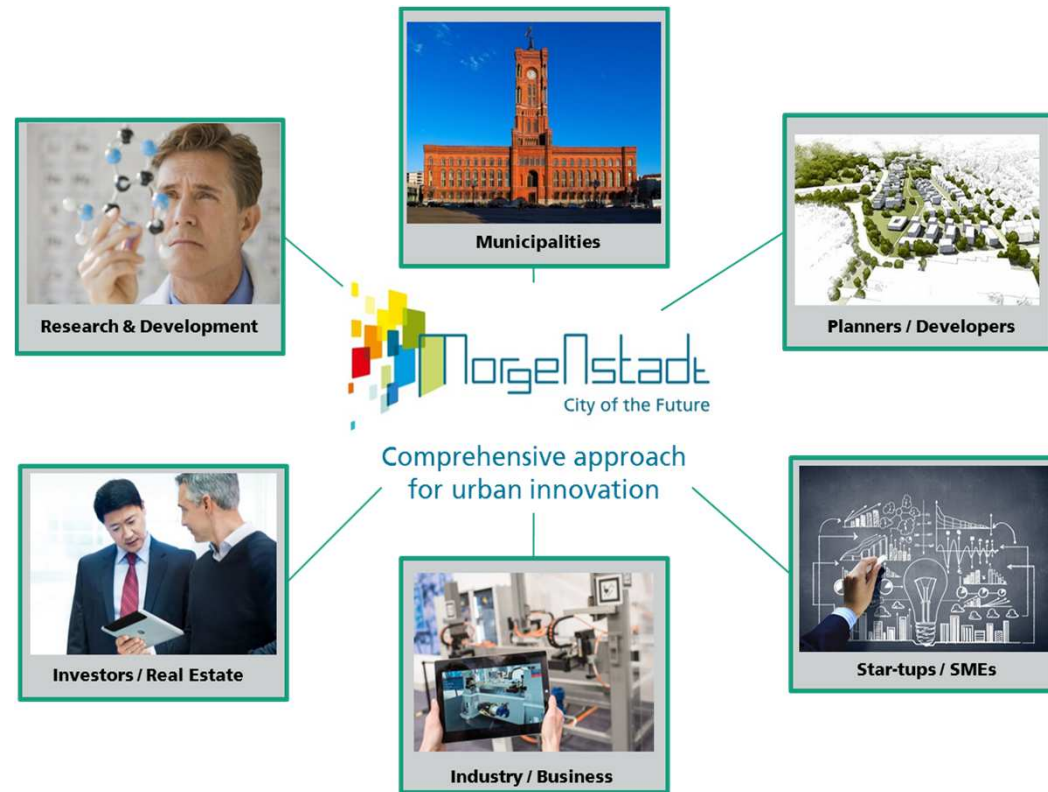 Municipalities
Research & Development
Planners / Developers
Morgenstadt
City of the Future
Comprehensive approach
for urban innovation
Investors / Real Estate
Star-tups / SMEs
Industry / Business